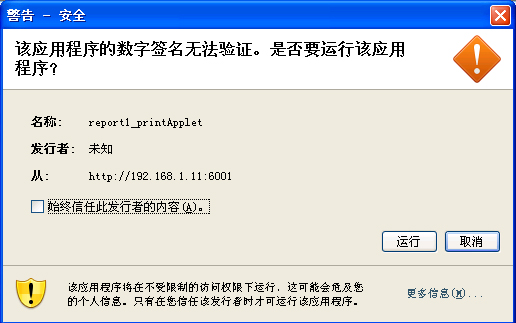 警告 - 安全
该应用程序的数字签名无法验证。是否要运行该应用
程序?
名称: report1_printApplet
发行者: 未知
从: http://192.168.1.11:6001
始终信任此发行者的内容(A)。
运行 取消
该应用程序将在不受限制的访问权限下运行，这可能会危及您
的个人信息。只有在您信任该发行者时才可运行该应用程序。
更多信息(M)...